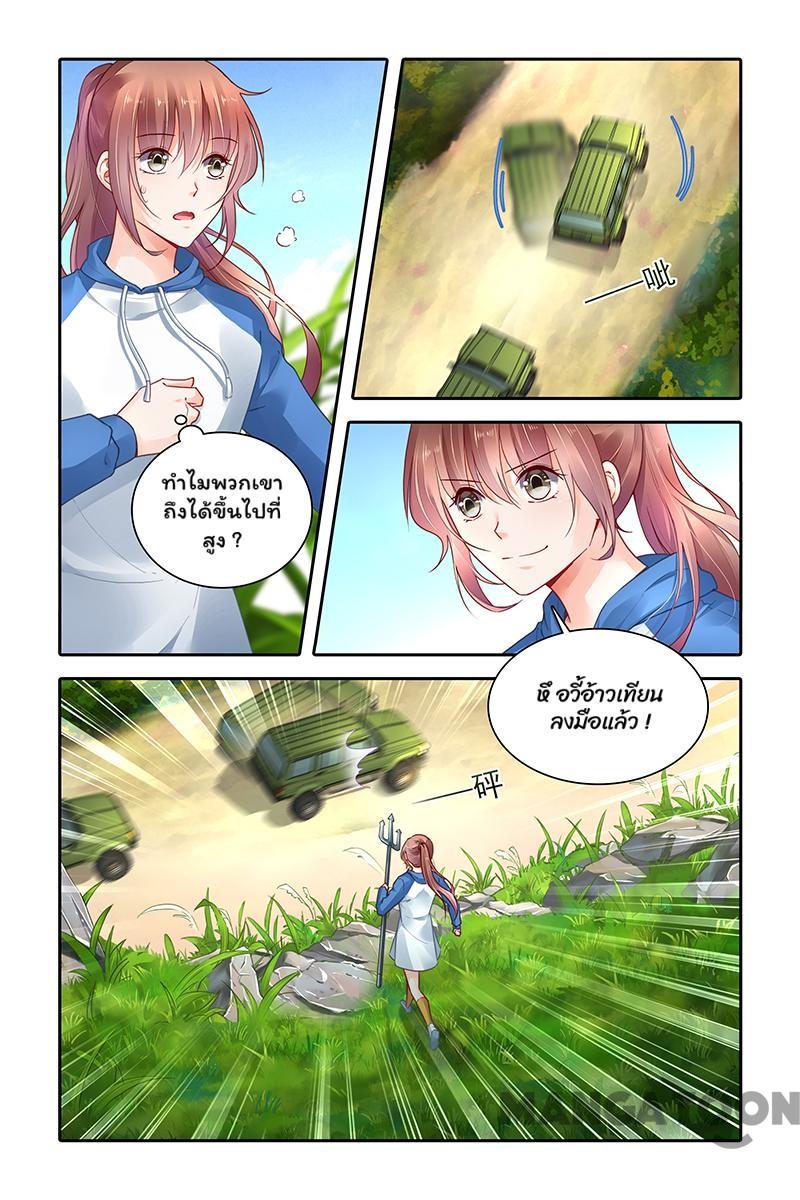 呲
ทำไมพวกเขา
ถึงได้ขึ้นไปที่
สูง ?
หึ อวี้อ้าวเทียน
ลงมือแล้ว !
砰
MANGATOON